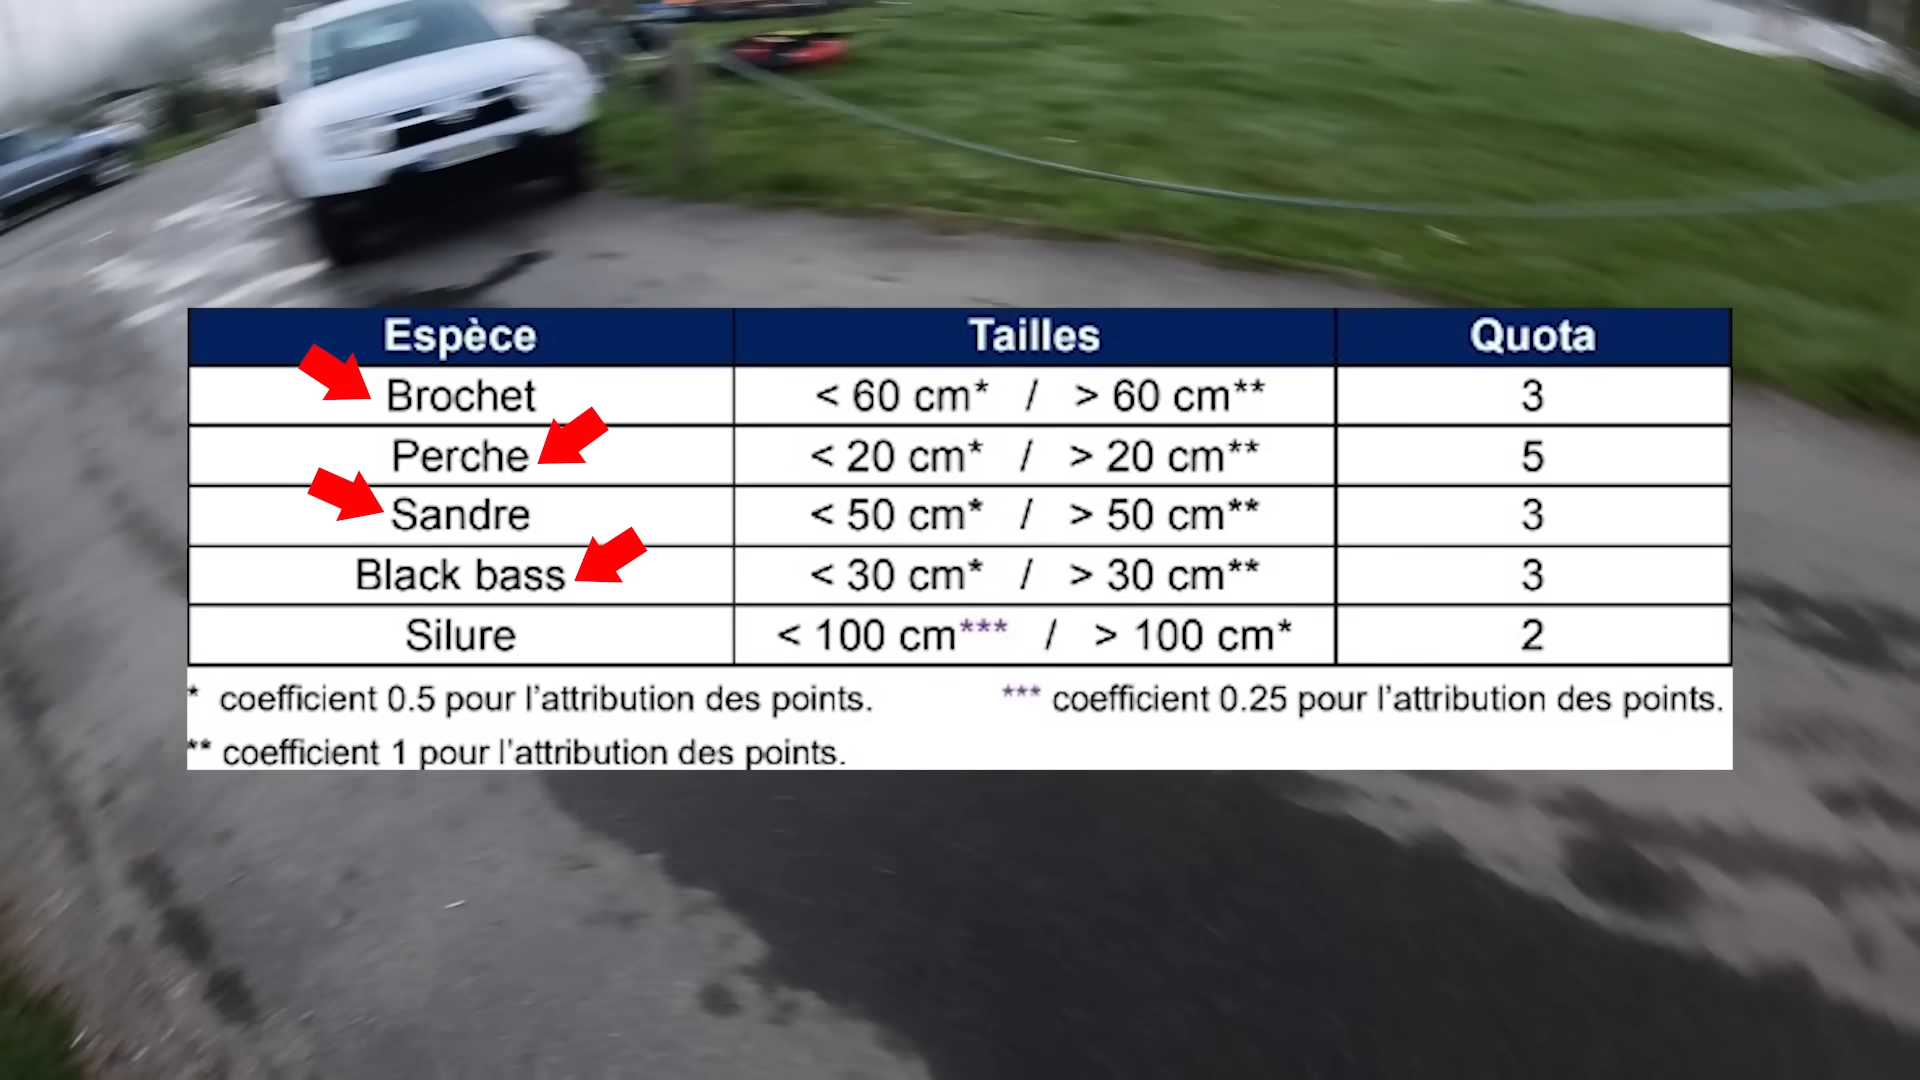 Espèce Tailles Quota
Brochet < 60 cm* / > 60 cm** 3
Perche < 20 cm* / > 20 cm** 5
Sandre < 50 cm* / > 50 cm** 3
Black bass < 30 cm* / > 30 cm** 3
Silure < 100 cm*** / > 100 cm* 2
* coefficient 0.5 pour l'attribution des points. *** coefficient 0.25 pour l'attribution des points.
** coefficient 1 pour l'attribution des points.